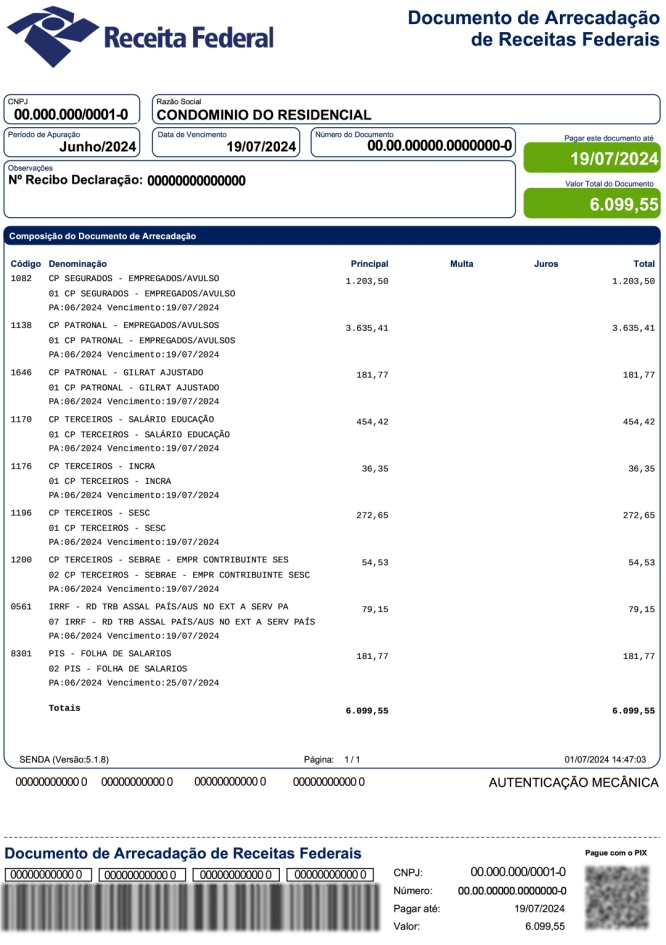 Receita Federal
Documento de Arrecadação
de Receitas Federais
CNPJ
00.000.000/0001-0
Razão Social
CONDOMINIO DO RESIDENCIAL
Período de Apuração
Junho/2024
Data de Vencimento
19/07/2024
Número do Documento
00.00.00000.0000000-0
Pagar este documento até
19/07/2024
Observações
Nº Recibo Declaração: 00000000000000
Valor Total do Documento
6.099,55
Composição do Documento de Arrecadação
Código Denominação Principal Multa Juros Total
1082 CP SEGURADOS - EMPREGADOS/AVULSO 1.203,50 1.203,50
01 CP SEGURADOS - EMPREGADOS/AVULSO
PA:06/2024 Vencimento:19/07/2024
1138 CP PATRONAL - EMPREGADOS/AVULSOS 3.635,41 3.635,41
01 CP PATRONAL - EMPREGADOS/AVULSOS
PA:06/2024 Vencimento:19/07/2024
1646 CP PATRONAL - GILRAT AJUSTADO 181,77 181,77
01 CP PATRONAL - GILRAT AJUSTADO
PA:06/2024 Vencimento:19/07/2024
1170 CP TERCEIROS - SALÁRIO EDUCAÇÃO 454,42 454,42
01 CP TERCEIROS - SALÁRIO EDUCAÇÃO
PA:06/2024 Vencimento:19/07/2024
1176 CP TERCEIROS - INCRA 36,35 36,35
01 CP TERCEIROS - INCRA
PA:06/2024 Vencimento:19/07/2024
1196 CP TERCEIROS - SESC 272,65 272,65
01 CP TERCEIROS - SESC
PA:06/2024 Vencimento:19/07/2024
1200 CP TERCEIROS - SEBRAE - EMPR CONTRIBUINTE SES 54,53 54,53
02 CP TERCEIROS - SEBRAE - EMPR CONTRIBUINTE SESC
PA:06/2024 Vencimento:19/07/2024
0561 IRRF - RD TRB ASSAL PAÍS/AUS NO EXT A SERV PA 79,15 79,15
07 IRRF - RD TRB ASSAL PAÍS/AUS NO EXT A SERV PAÍS
PA:06/2024 Vencimento:19/07/2024
8301 PIS - FOLHA DE SALARIOS 181,77 181,77
02 PIS - FOLHA DE SALARIOS
PA:06/2024 Vencimento:25/07/2024
Totais 6.099,55 6.099,55
SENDA (Versão:5.1.8) Página: 1 / 1 01/07/2024 14:47:03
00000000000 0 00000000000 0 00000000000 0 00000000000 0 AUTENTICAÇÃO MECÂNICA
Documento de Arrecadação de Receitas Federais
Pague com o PIX
00000000000 0 00000000000 0 00000000000 0 00000000000 0
CNPJ: 00.000.000/0001-0
Número: 00.00.00000.0000000-0
Pagar até: 19/07/2024
Valor: 6.099,55